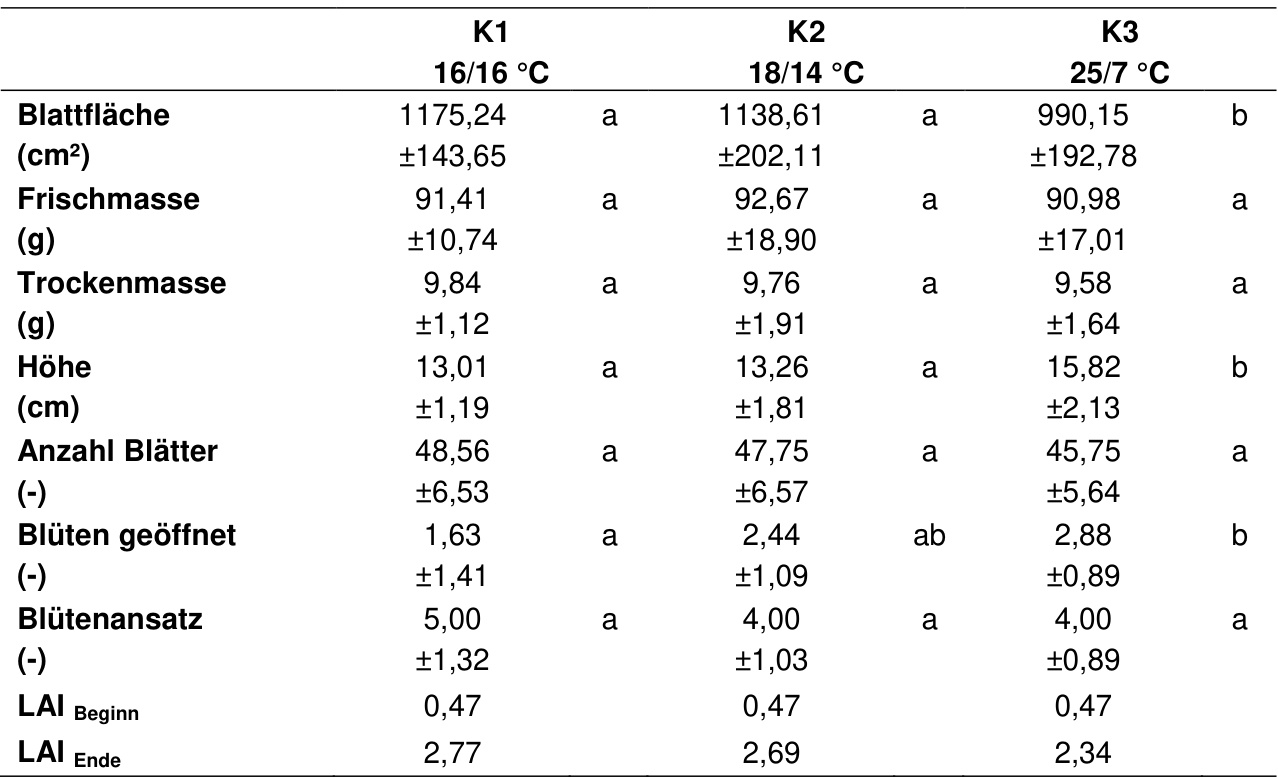 K1 K2 K3
16/16 °C 18/14 °C 25/7 °C
Blattfläche 1175,24 a 1138,61 a 990,15 b
(cm²) ±143,65 ±202,11 ±192,78
Frischmasse 91,41 a 92,67 a 90,98 a
(g) ±10,74 ±18,90 ±17,01
Trockenmasse 9,84 a 9,76 a 9,58 a
(g) ±1,12 ±1,91 ±1,64
Höhe 13,01 a 13,26 a 15,82 b
(cm) ±1,19 ±1,81 ±2,13
Anzahl Blätter 48,56 a 47,75 a 45,75 a
(-) ±6,53 ±6,57 ±5,64
Blüten geöffnet 1,63 a 2,44 ab 2,88 b
(-) ±1,41 ±1,09 ±0,89
Blütenansatz 5,00 a 4,00 a 4,00 a
(-) ±1,32 ±1,03 ±0,89
LAI Beginn 0,47 0,47 0,47
LAI Ende 2,77 2,69 2,34